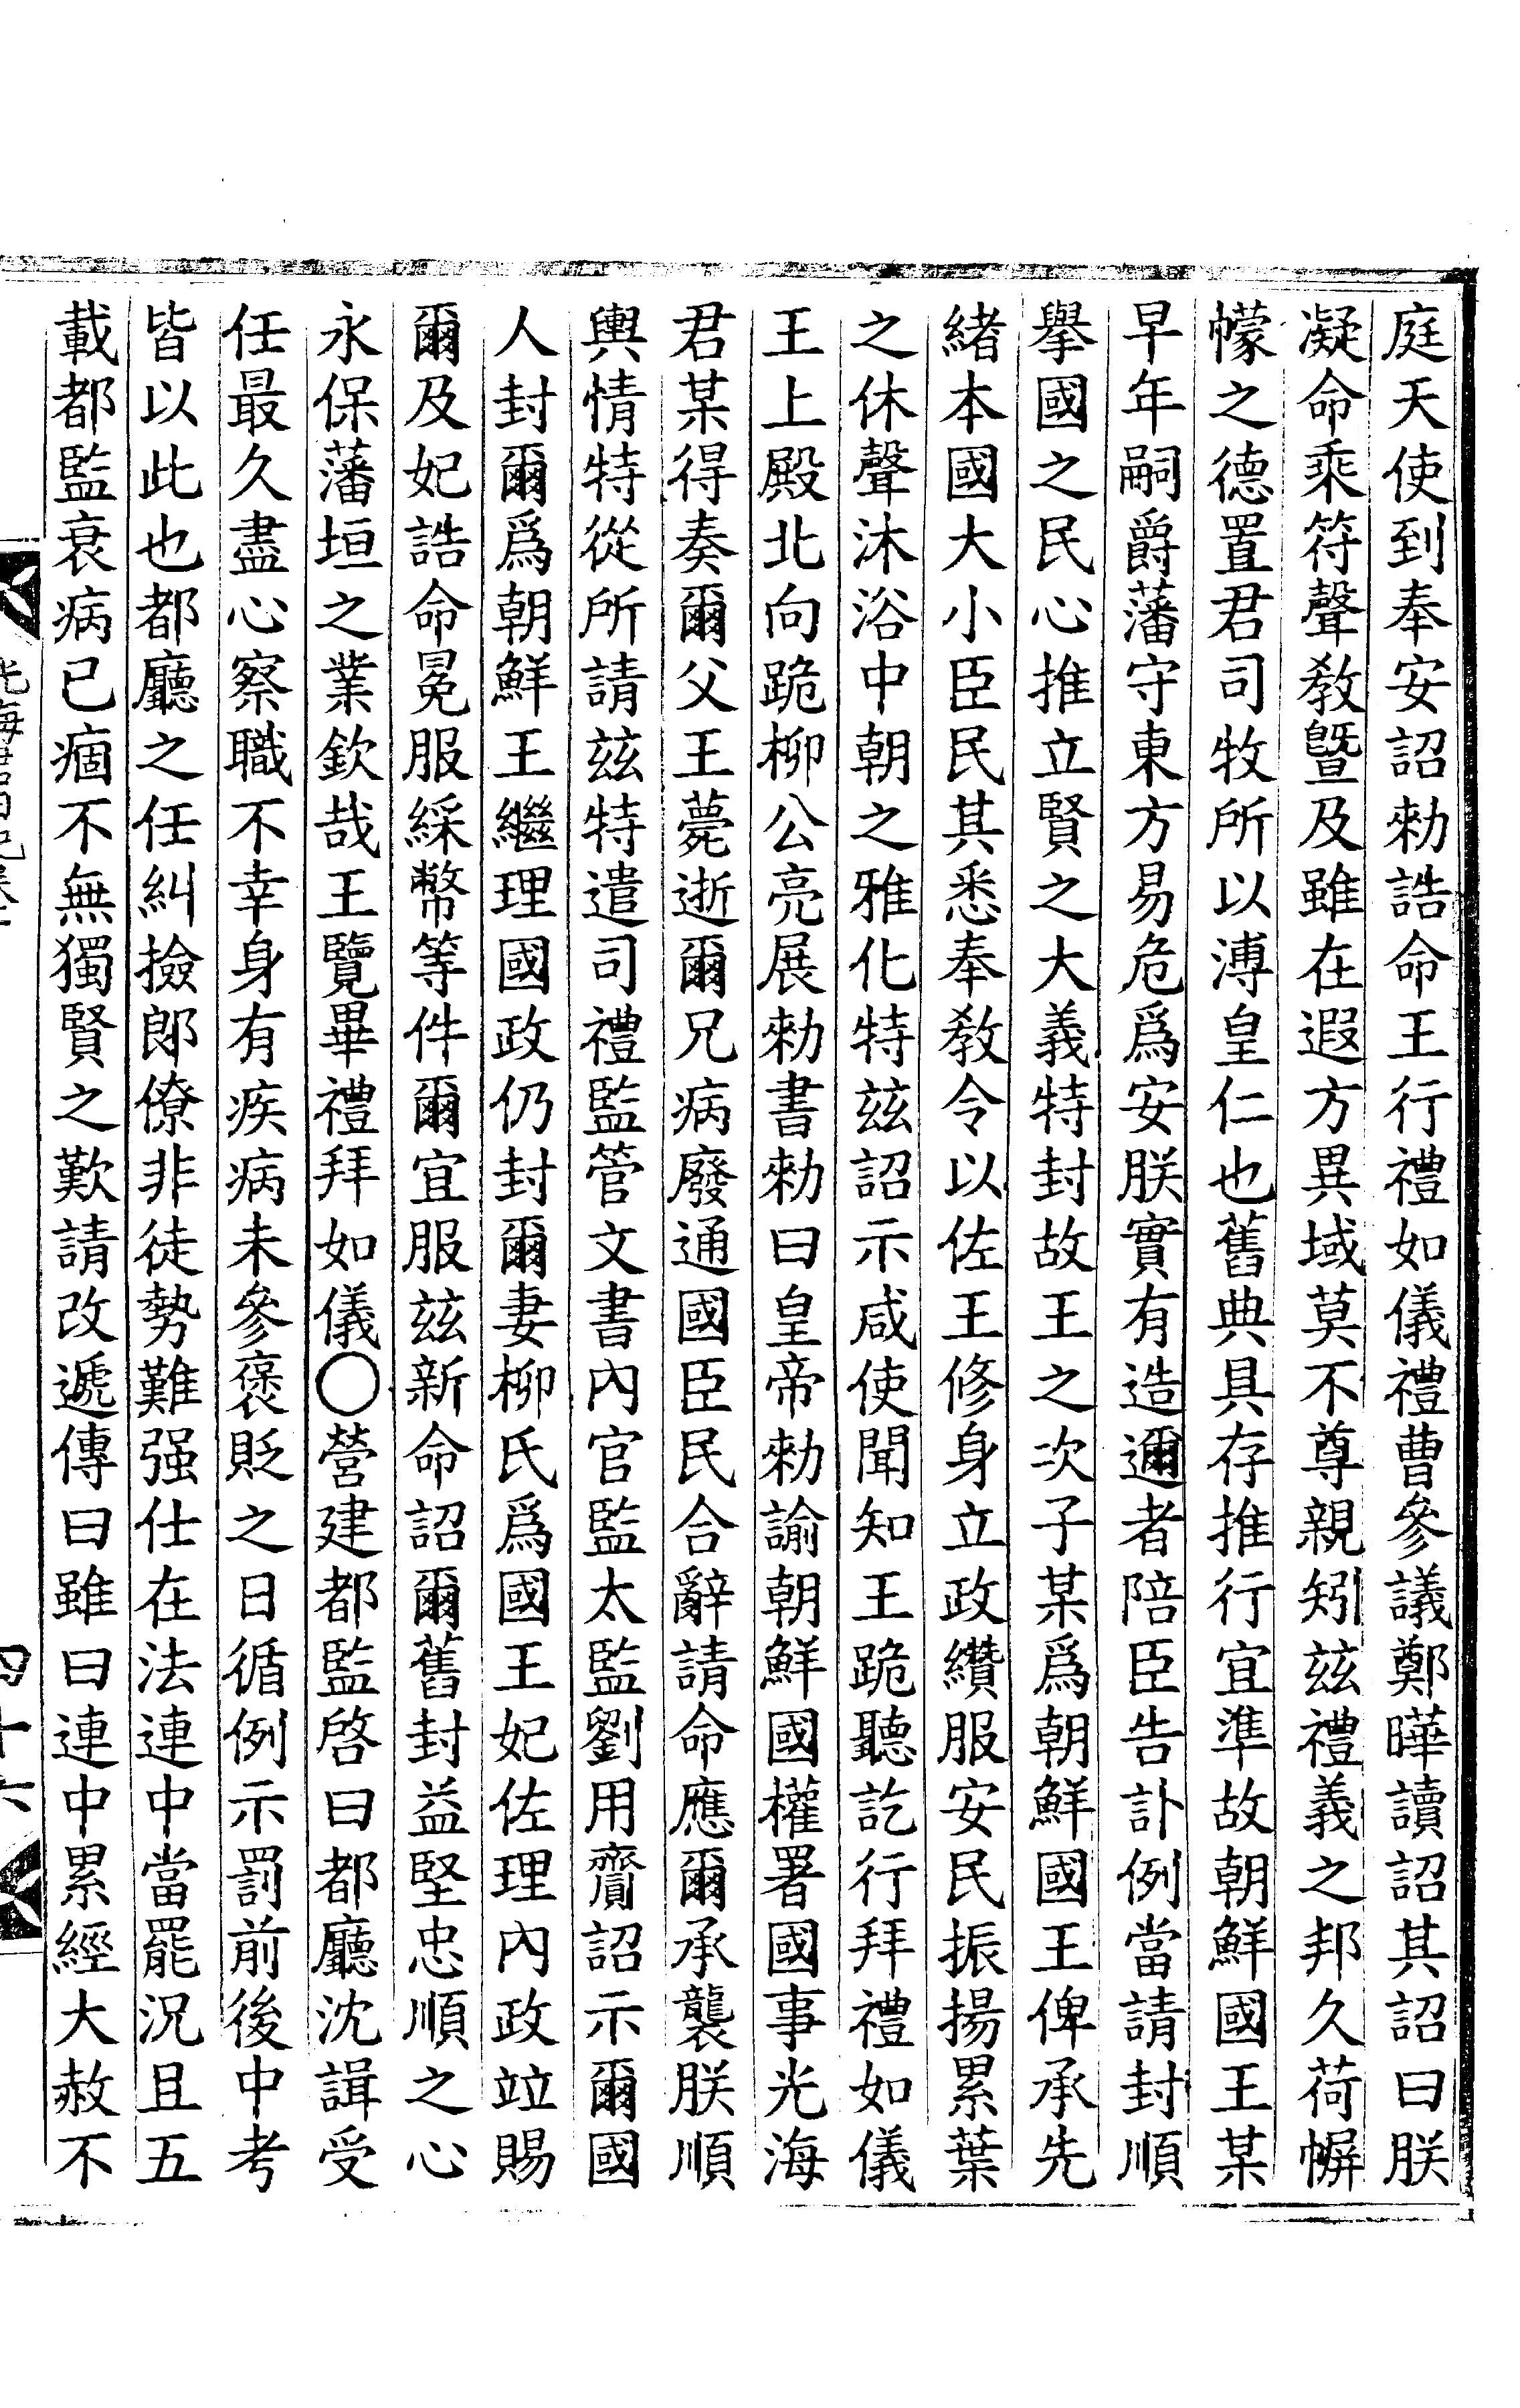 庭天使到奉安詔勑誥命王行禮如儀禮曹參議鄭曄讀詔其詔曰朕
凝命乘符聲敎曁及雖在遐方異域莫不尊親矧玆禮義之邦久荷帡
幪之德置君司牧所以溥皇仁也舊典具存推行宜準故朝鮮國王某
早年嗣爵藩守東方易危爲安朕實有造邇者陪臣告訃例當請封順
擧國之民心推立賢之大義特封故王之次子某爲朝鮮國王俾承先
緖本國大小臣民其悉奉敎令以佐王修身立政纘服安民振揚累葉
之休聲沐浴中朝之雅化特玆詔示咸使聞知王跪聽訖行拜禮如儀
王上殿北向跪柳公亮展勑書勑曰皇帝勑諭朝鮮國權署國事光海
君某得奏爾父王薨逝爾兄病廢通國臣民合辭請命應爾承襲朕順
輿情特從所請玆特遣司禮監管文書內官監太監劉用齎詔示爾國
人封爾爲朝鮮王繼理國政仍封爾妻柳氏爲國王妃佐理內政竝賜
爾及妃誥命冕服綵幣等件爾宜服玆新命詔爾舊封益堅忠順之心
永保藩垣之業欽哉王覽畢禮拜如儀○營建都監啓曰都廳沈諿受
任最久盡心察職不幸身有疾病未參褒貶之日循例示罰前後中考
皆以此也都廳之任糾撿郞僚非徒勢難强仕在法連中當罷況且五
載都監衰病已痼不無獨賢之歎請改遞傳曰雖曰連中累經大赦不
光海君日記卷十
四十六